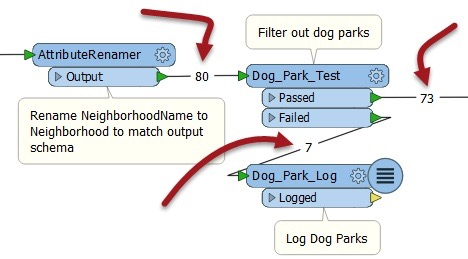 Filter out dog parks
AttributeRenamer
Output
80
Dog_Park_Test
Passed
73
Failed
Rename NeighborhoodName to
Neighborhood to match output
schema
7
Dog_Park_Log
Logged
Log Dog Parks